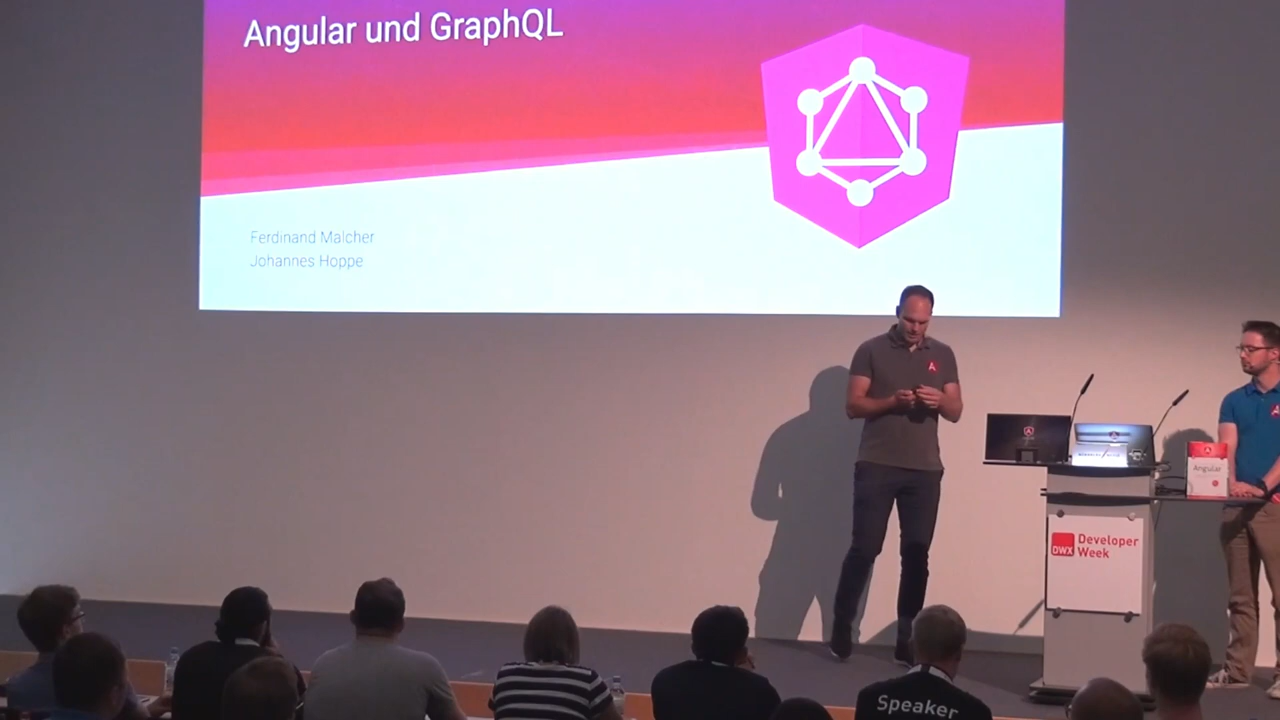 Angular und GraphQL
Ferdinand Malcher
Johannes Hoppe
Angular
DWX
Developer
Week
Speaker